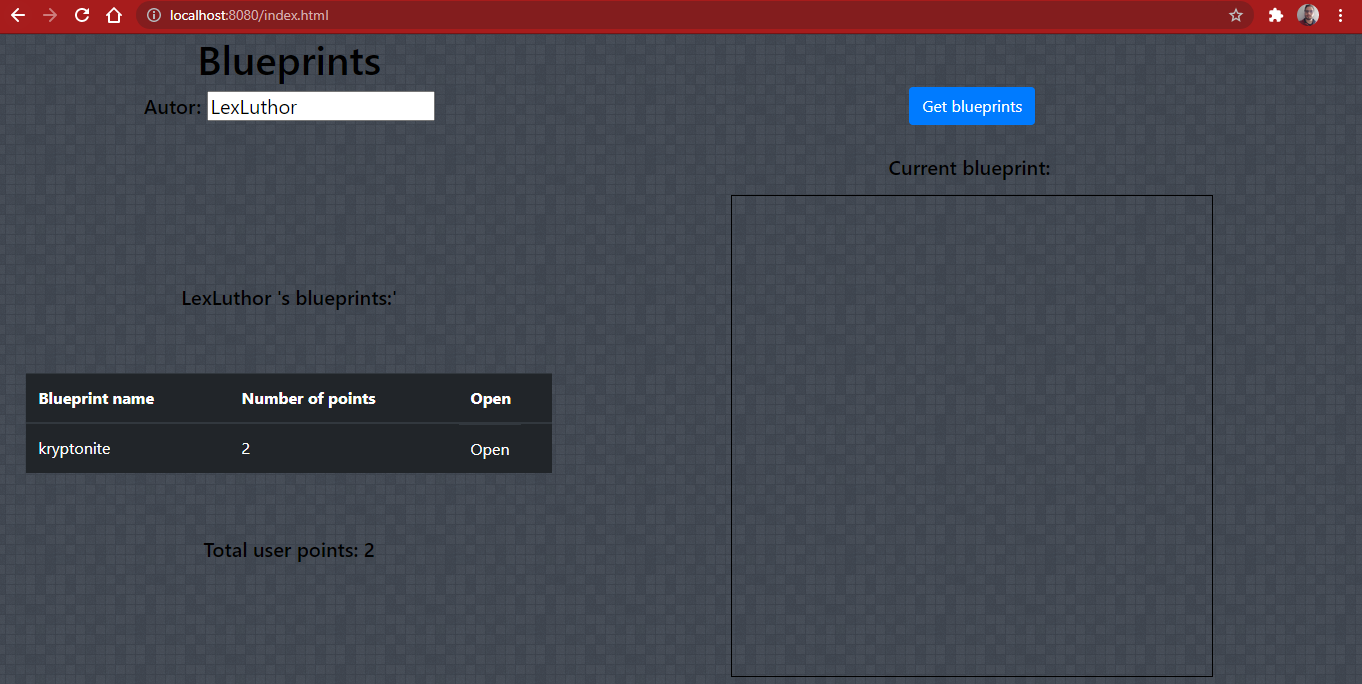 localhost:8080/index.html
Blueprints
Autor: LexLuthor
Get blueprints
Current blueprint:
LexLuthor 's blueprints:'
Blueprint name Number of points Open
kryptonite 2 Open
Total user points: 2